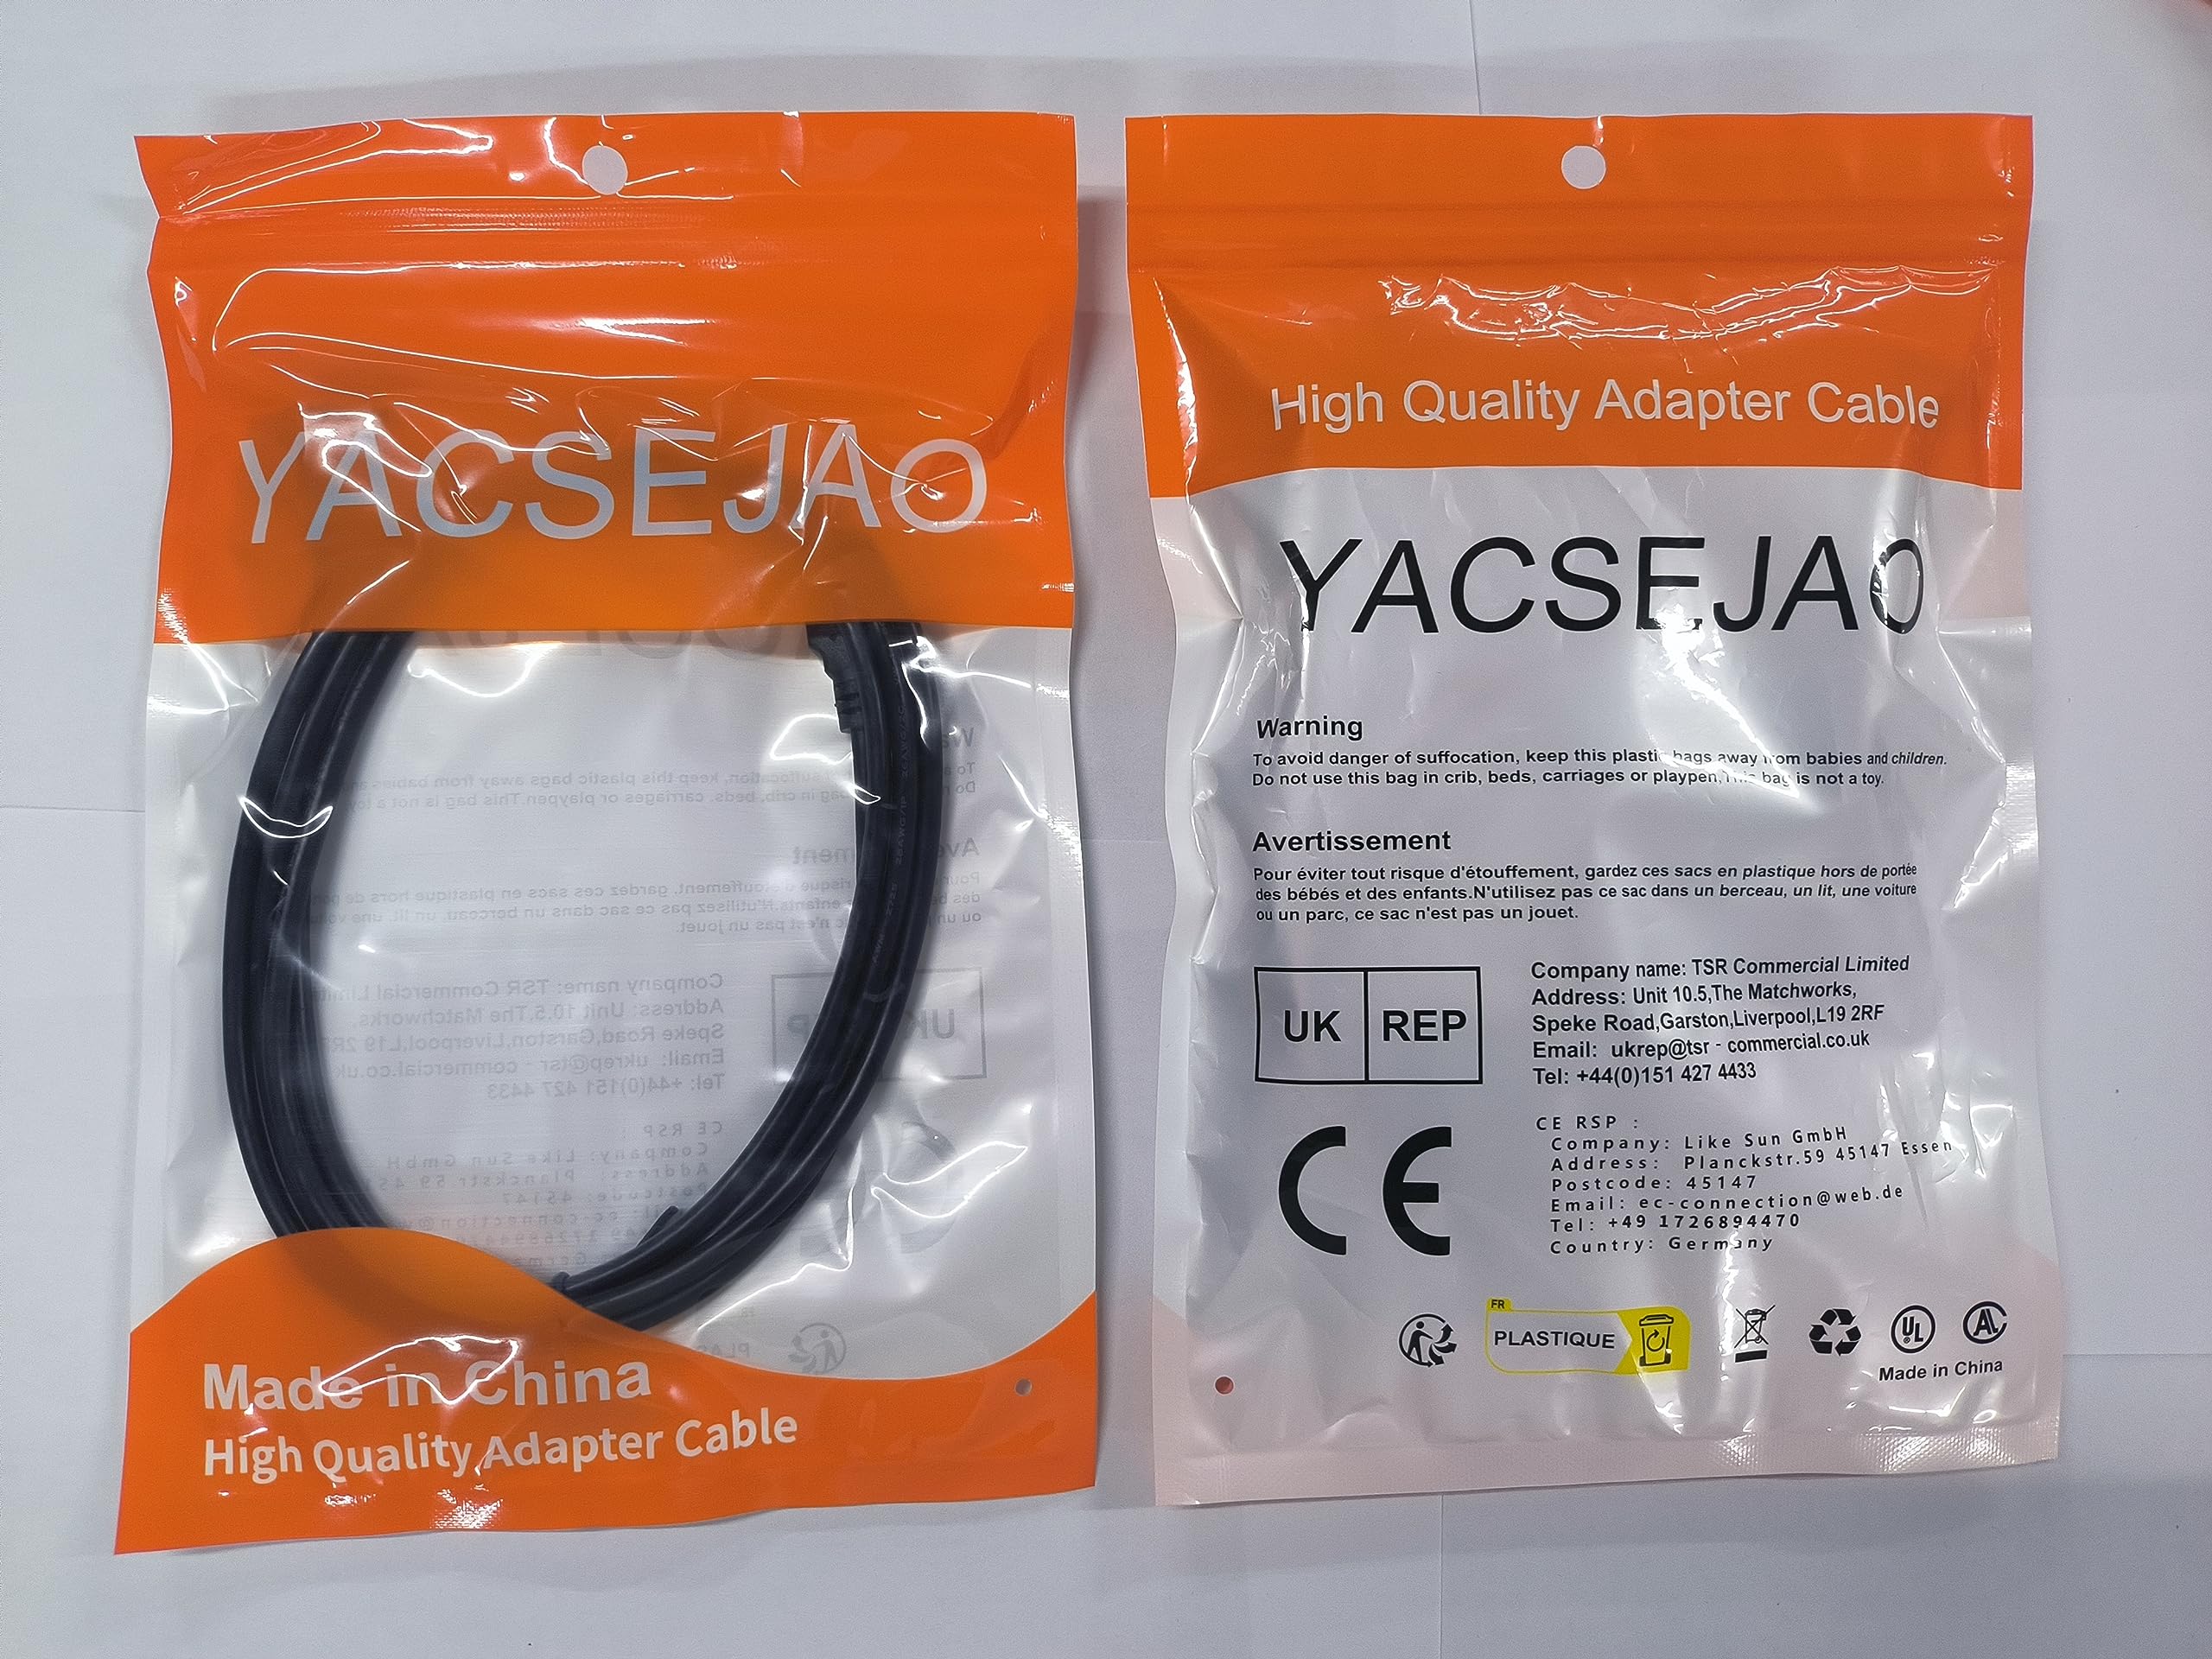 YACSEJAO
Made in China
High Quality Adapter Cable
High Quality Adapter Cable
YACSEJAO
Warning
To avoid danger of suffocation, keep this plastic bags away from babies and children.
Do not use this bag in crib, beds, carriages or playpen,This bag is not a toy.
Avertissement
Pour éviter tout risque d'étouffement, gardez ces sacs en plastique hors de portée
des bébés et des enfants.N'utilisez pas ce sac dans un berceau, un lit, une voiture
ou un parc, ce sac n'est pas un jouet.
UK REP
Company name: TSR Commercial Limited
Address: Unit 10.5,The Matchworks,
Speke Road,Garston,Liverpool,L19 2RF
Email: ukrep@tsr - commercial.co.uk
Tel: +44(0)151 427 4433
CE
CE RSP :
Company: Like Sun GmbH
Address: Planckstr.59 45147 Essen
Postcode: 45147
Email: ec-connection@web.de
Tel: +49 1726894470
Country: Germany
FR
PLASTIQUE
UL
Made in China